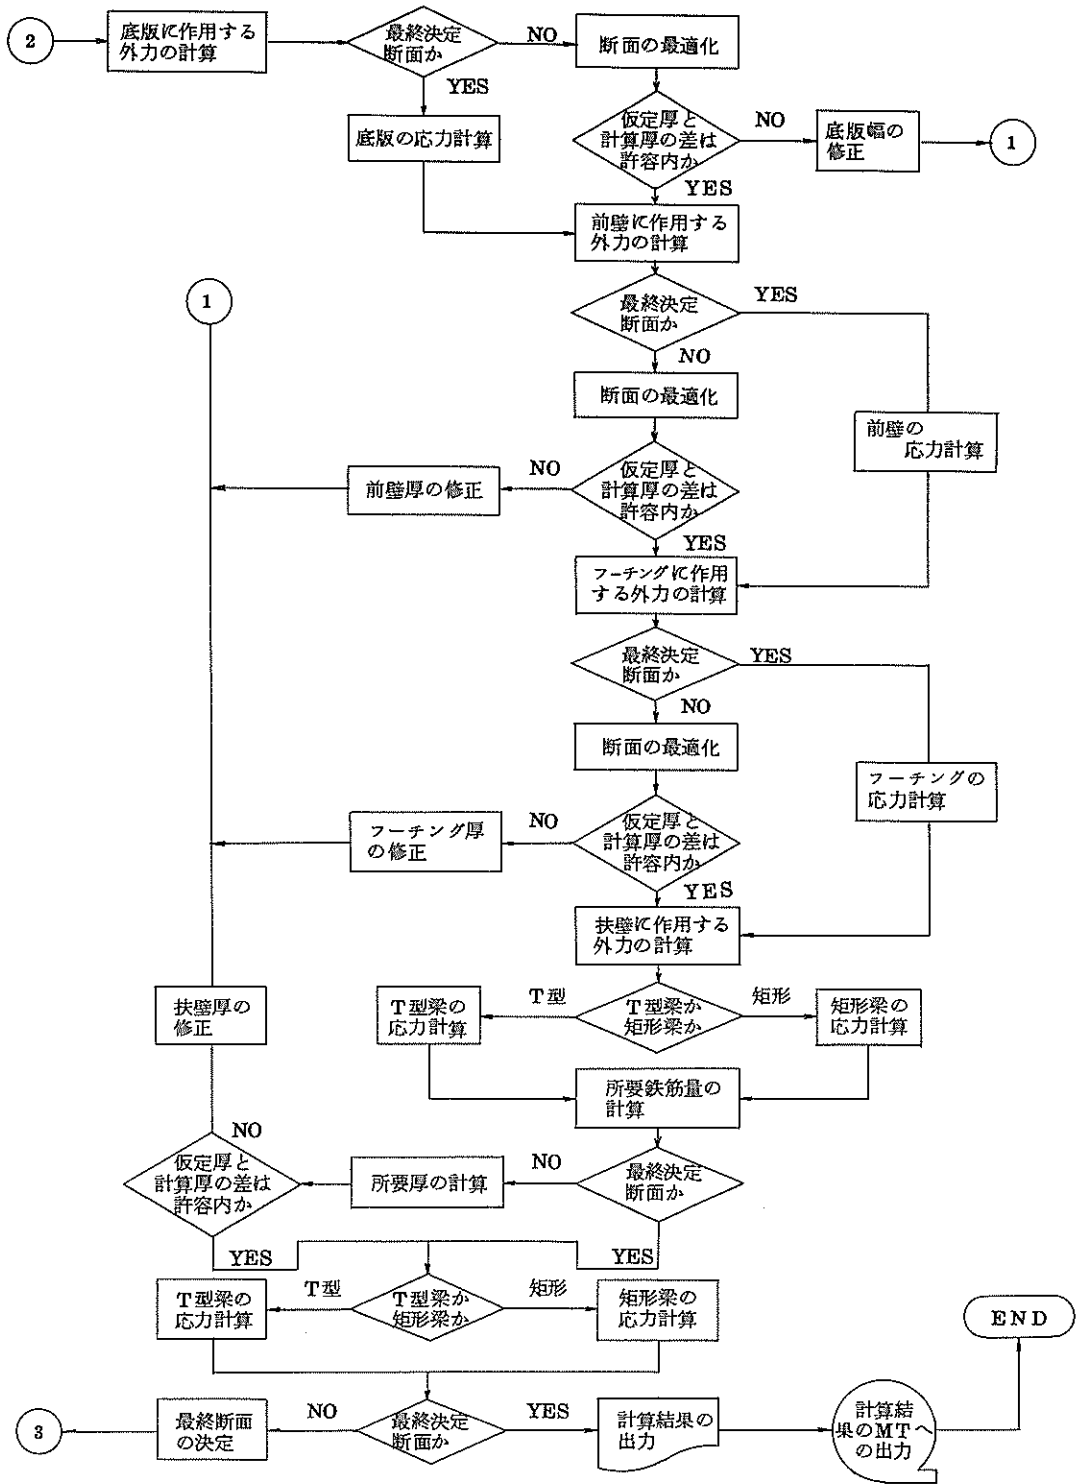 2
底版に作用する
外力の計算
最終決定
断面か
NO
断面の最適化
YES
底版の応力計算
仮定厚と
計算厚の差は
許容内か
NO
底版幅の
修正
1
YES
前壁に作用する
外力の計算
1
最終決定
断面か
YES
NO
断面の最適化
前壁の
応力計算
仮定厚と
計算厚の差は
許容内か
NO
前壁厚の修正
YES
フーチングに作用
する外力の計算
最終決定
断面か
YES
NO
断面の最適化
フーチングの
応力計算
仮定厚と
計算厚の差は
許容内か
NO
フーチング厚
の修正
YES
扶壁に作用する
外力の計算
扶壁厚の
修正
T型梁の
応力計算
T型
T型梁か
矩形梁か
矩形
矩形梁の
応力計算
所要鉄筋量の
計算
NO
仮定厚と
計算厚の差は
許容内か
所要厚の計算
NO
最終決定
断面か
YES
YES
T型梁の
応力計算
T型
T型梁か
矩形梁か
矩形
矩形梁の
応力計算
END
3
最終断面
の決定
NO
最終決定
断面か
YES
計算結果の
出力
計算結
果のMTへ
の出力